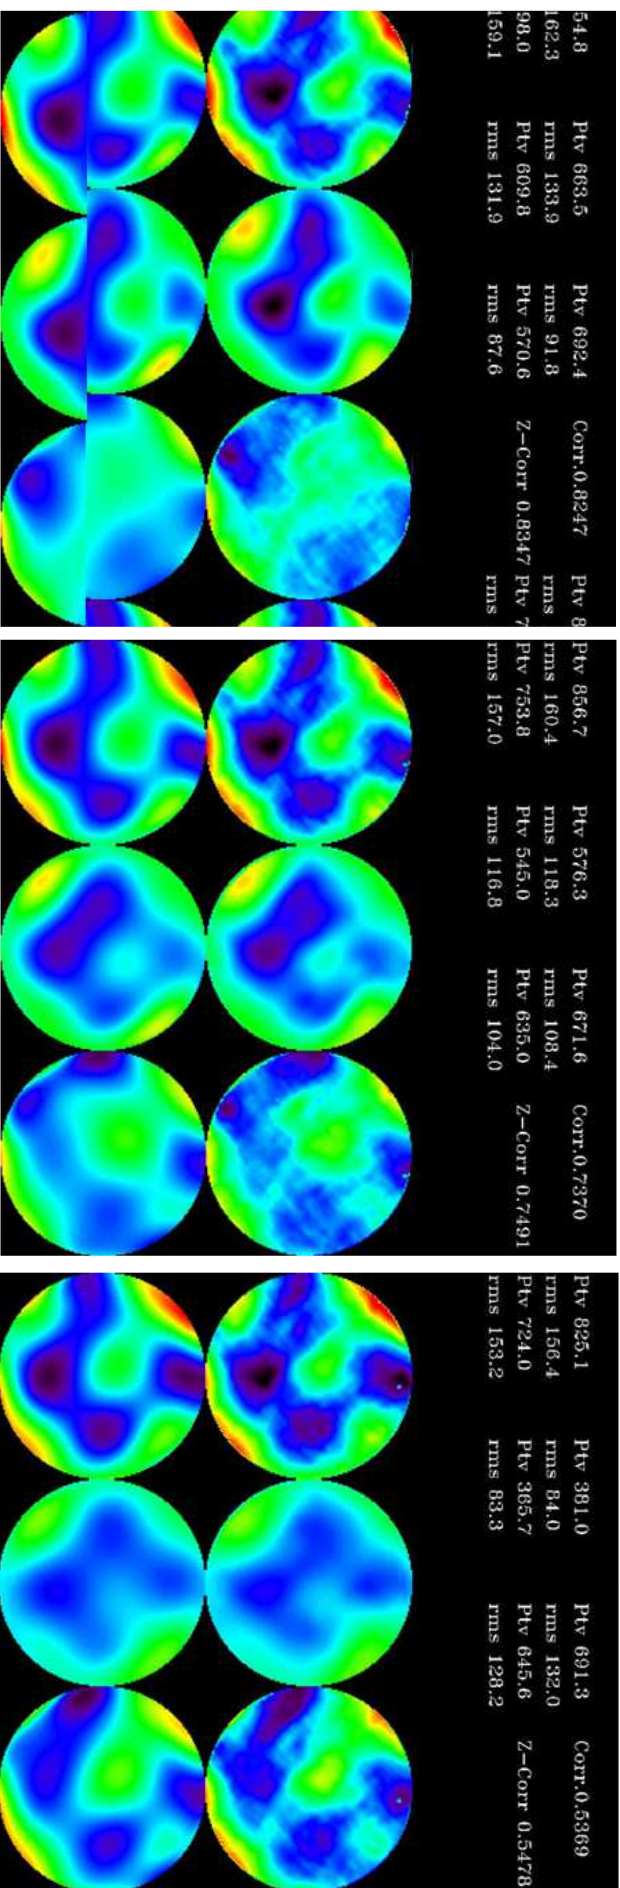 54.8 Ptv 663.5 Ptv 692.4 Corr.0.8247 Ptv 8
162.3 rms 133.9 rms 91.8 rms
98.0 Ptv 609.8 Ptv 570.6 Z-Corr 0.8347 Ptv 7
159.1 rms 131.9 rms 87.6 rms
Ptv 856.7 Ptv 576.3 Ptv 671.6 Corr.0.7370
rms 160.4 rms 118.3 rms 108.4
Ptv 753.8 Ptv 545.0 Ptv 635.0 Z-Corr 0.7491
rms 157.0 rms 116.8 rms 104.0
Ptv 825.1 Ptv 381.0 Ptv 691.3 Corr.0.5369
rms 156.4 rms 84.0 rms 132.0
Ptv 724.0 Ptv 365.7 Ptv 645.6 Z-Corr 0.5478
rms 153.2 rms 83.3 rms 128.2